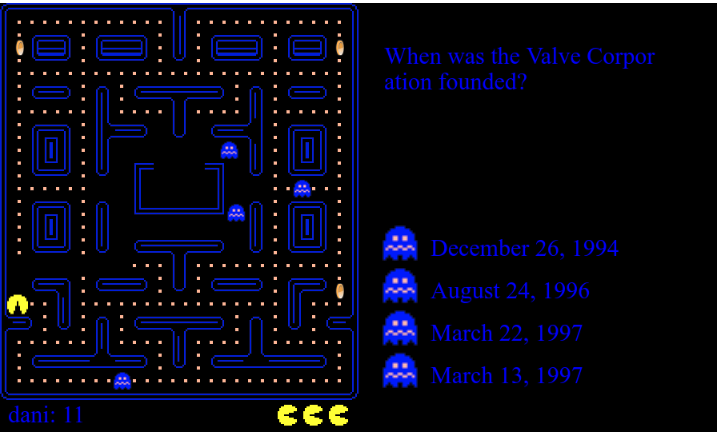 When was the Valve Corpor
ation founded?
December 26, 1994
August 24, 1996
March 22, 1997
March 13, 1997
dani: 11